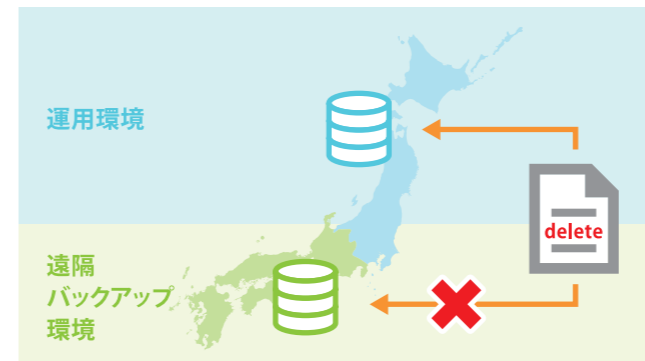 運用環境
delete
遠隔
バックアップ
環境